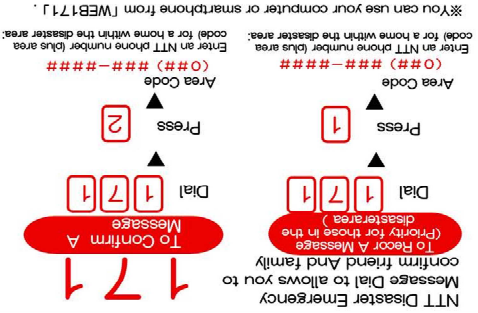 NTT Disaster Emergency
Message Dial to allows you to
confirm friend And family
171
To Recor A Message
(Priority for those in the
disasterarea )
Dial 1 7 1
Press 1
Area Code
(0##) ###-####
Enter an NTT phone number (plus area
code) for a home within the disaster area:
To Confirm A
Message
Dial 1 7 1
Press 2
Area Code
(0##) ###-####
Enter an NTT phone number (plus area
code) for a home within the disaster area:
※You can use your computer or smartphone from「WEB171」.